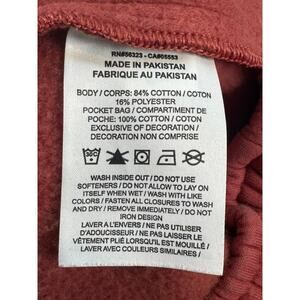 RN#56323 - CA#05553
MADE IN PAKISTAN
FABRIQUE AU PAKISTAN
BODY / CORPS: 84% COTTON / COTON
16% POLYESTER
POCKET BAG / COMPARTIMENT DE
POCHE: 100% COTTON / COTON
EXCLUSIVE OF DECORATION /
DECORATION NON COMPRIS
WASH INSIDE OUT / DO NOT USE
SOFTENERS / DO NOT ALLOW TO LAY ON
ITSELF WHEN WET / WASH WITH LIKE
COLORS / FASTEN ALL CLOSURES TO WASH
AND DRY / REMOVE IMMEDIATELY / DO NOT
IRON DESIGN
LAVER A L'ENVERS / NE PAS UTILISER
D'ADOUCISSEUR / NE PAS LAISSER LE
VÊTEMENT PLIÉ LORSQU'IL EST MOUILLÉ /
LAVER AVEC COULEURS SIMILAIRES /